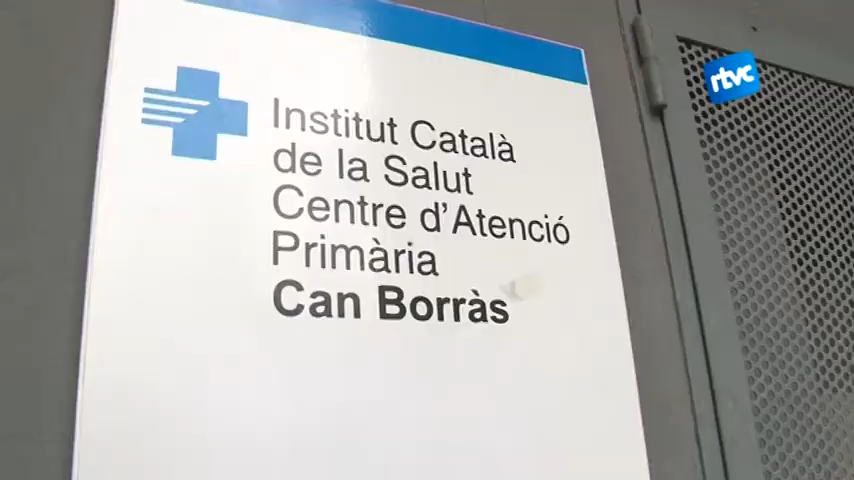 rtvc
Institut Català
de la Salut
Centre d'Atenció
Primària
Can Borràs